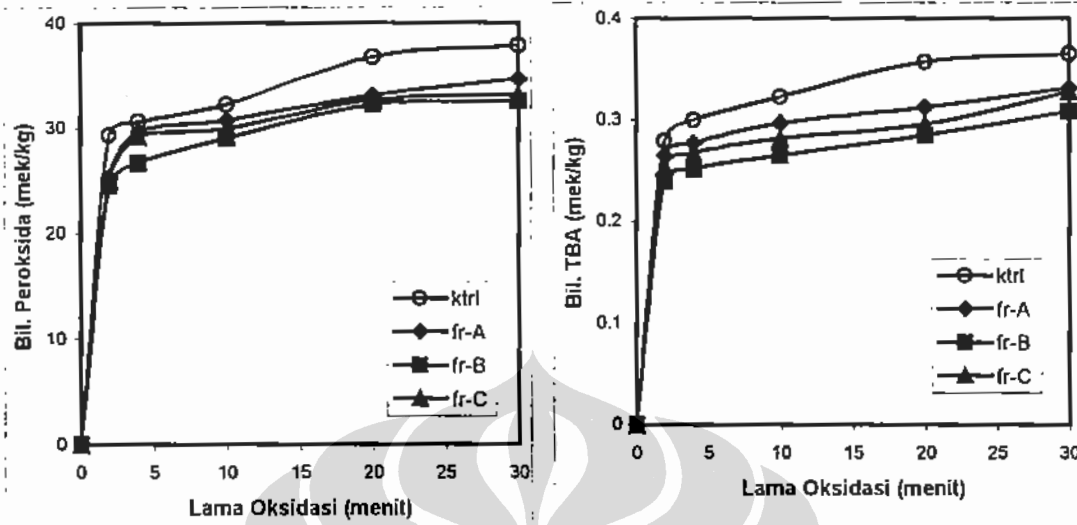 40
30
20
10
0
Bil. Peroksida (mek/kg)
ktrl
fr-A
fr-B
fr-C
0 5 10 15 20 25 30
Lama Oksidasi (menit)
0.4
0.3
0.2
0.1
0
Bil. TBA (mek/kg)
ktrl
fr-A
fr-B
fr-C
0 5 10 15 20 25 30
Lama Oksidasi (menit)